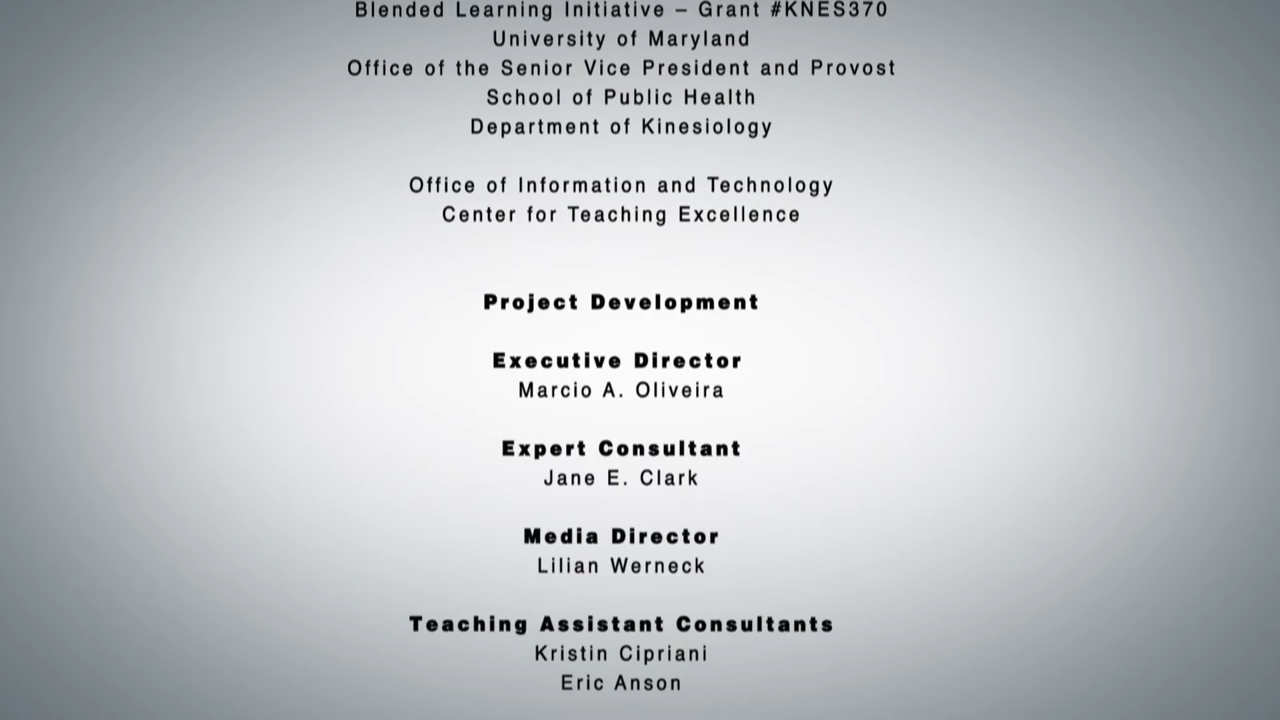 Blended Learning Initiative – Grant #KNES370
University of Maryland
Office of the Senior Vice President and Provost
School of Public Health
Department of Kinesiology
Office of Information and Technology
Center for Teaching Excellence
Project Development
Executive Director
Marcio A. Oliveira
Expert Consultant
Jane E. Clark
Media Director
Lilian Werneck
Teaching Assistant Consultants
Kristin Cipriani
Eric Anson